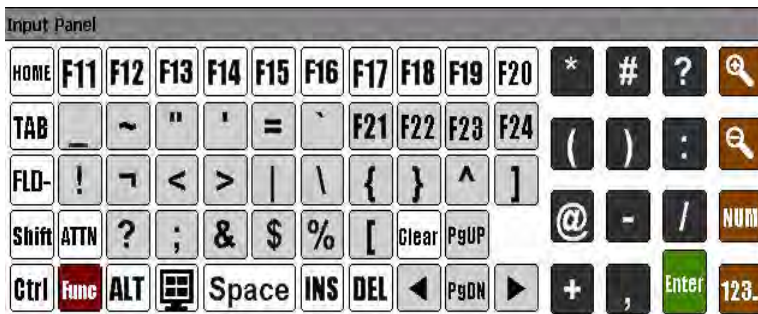 Input Panel
HOME F11 F12 F13 F14 F15 F16 F17 F18 F19 F20 * # ?
TAB _ ~ " ' = ` F21 F22 F23 F24 ( ) :
FLD- ! ¬ < > | \ { } ^ ]
Shift ATTN ? ; & $ % [ Clear PgUP @ - / NUM
Ctrl Func ALT Space INS DEL ◀ PgDN ▶ + , Enter 123.